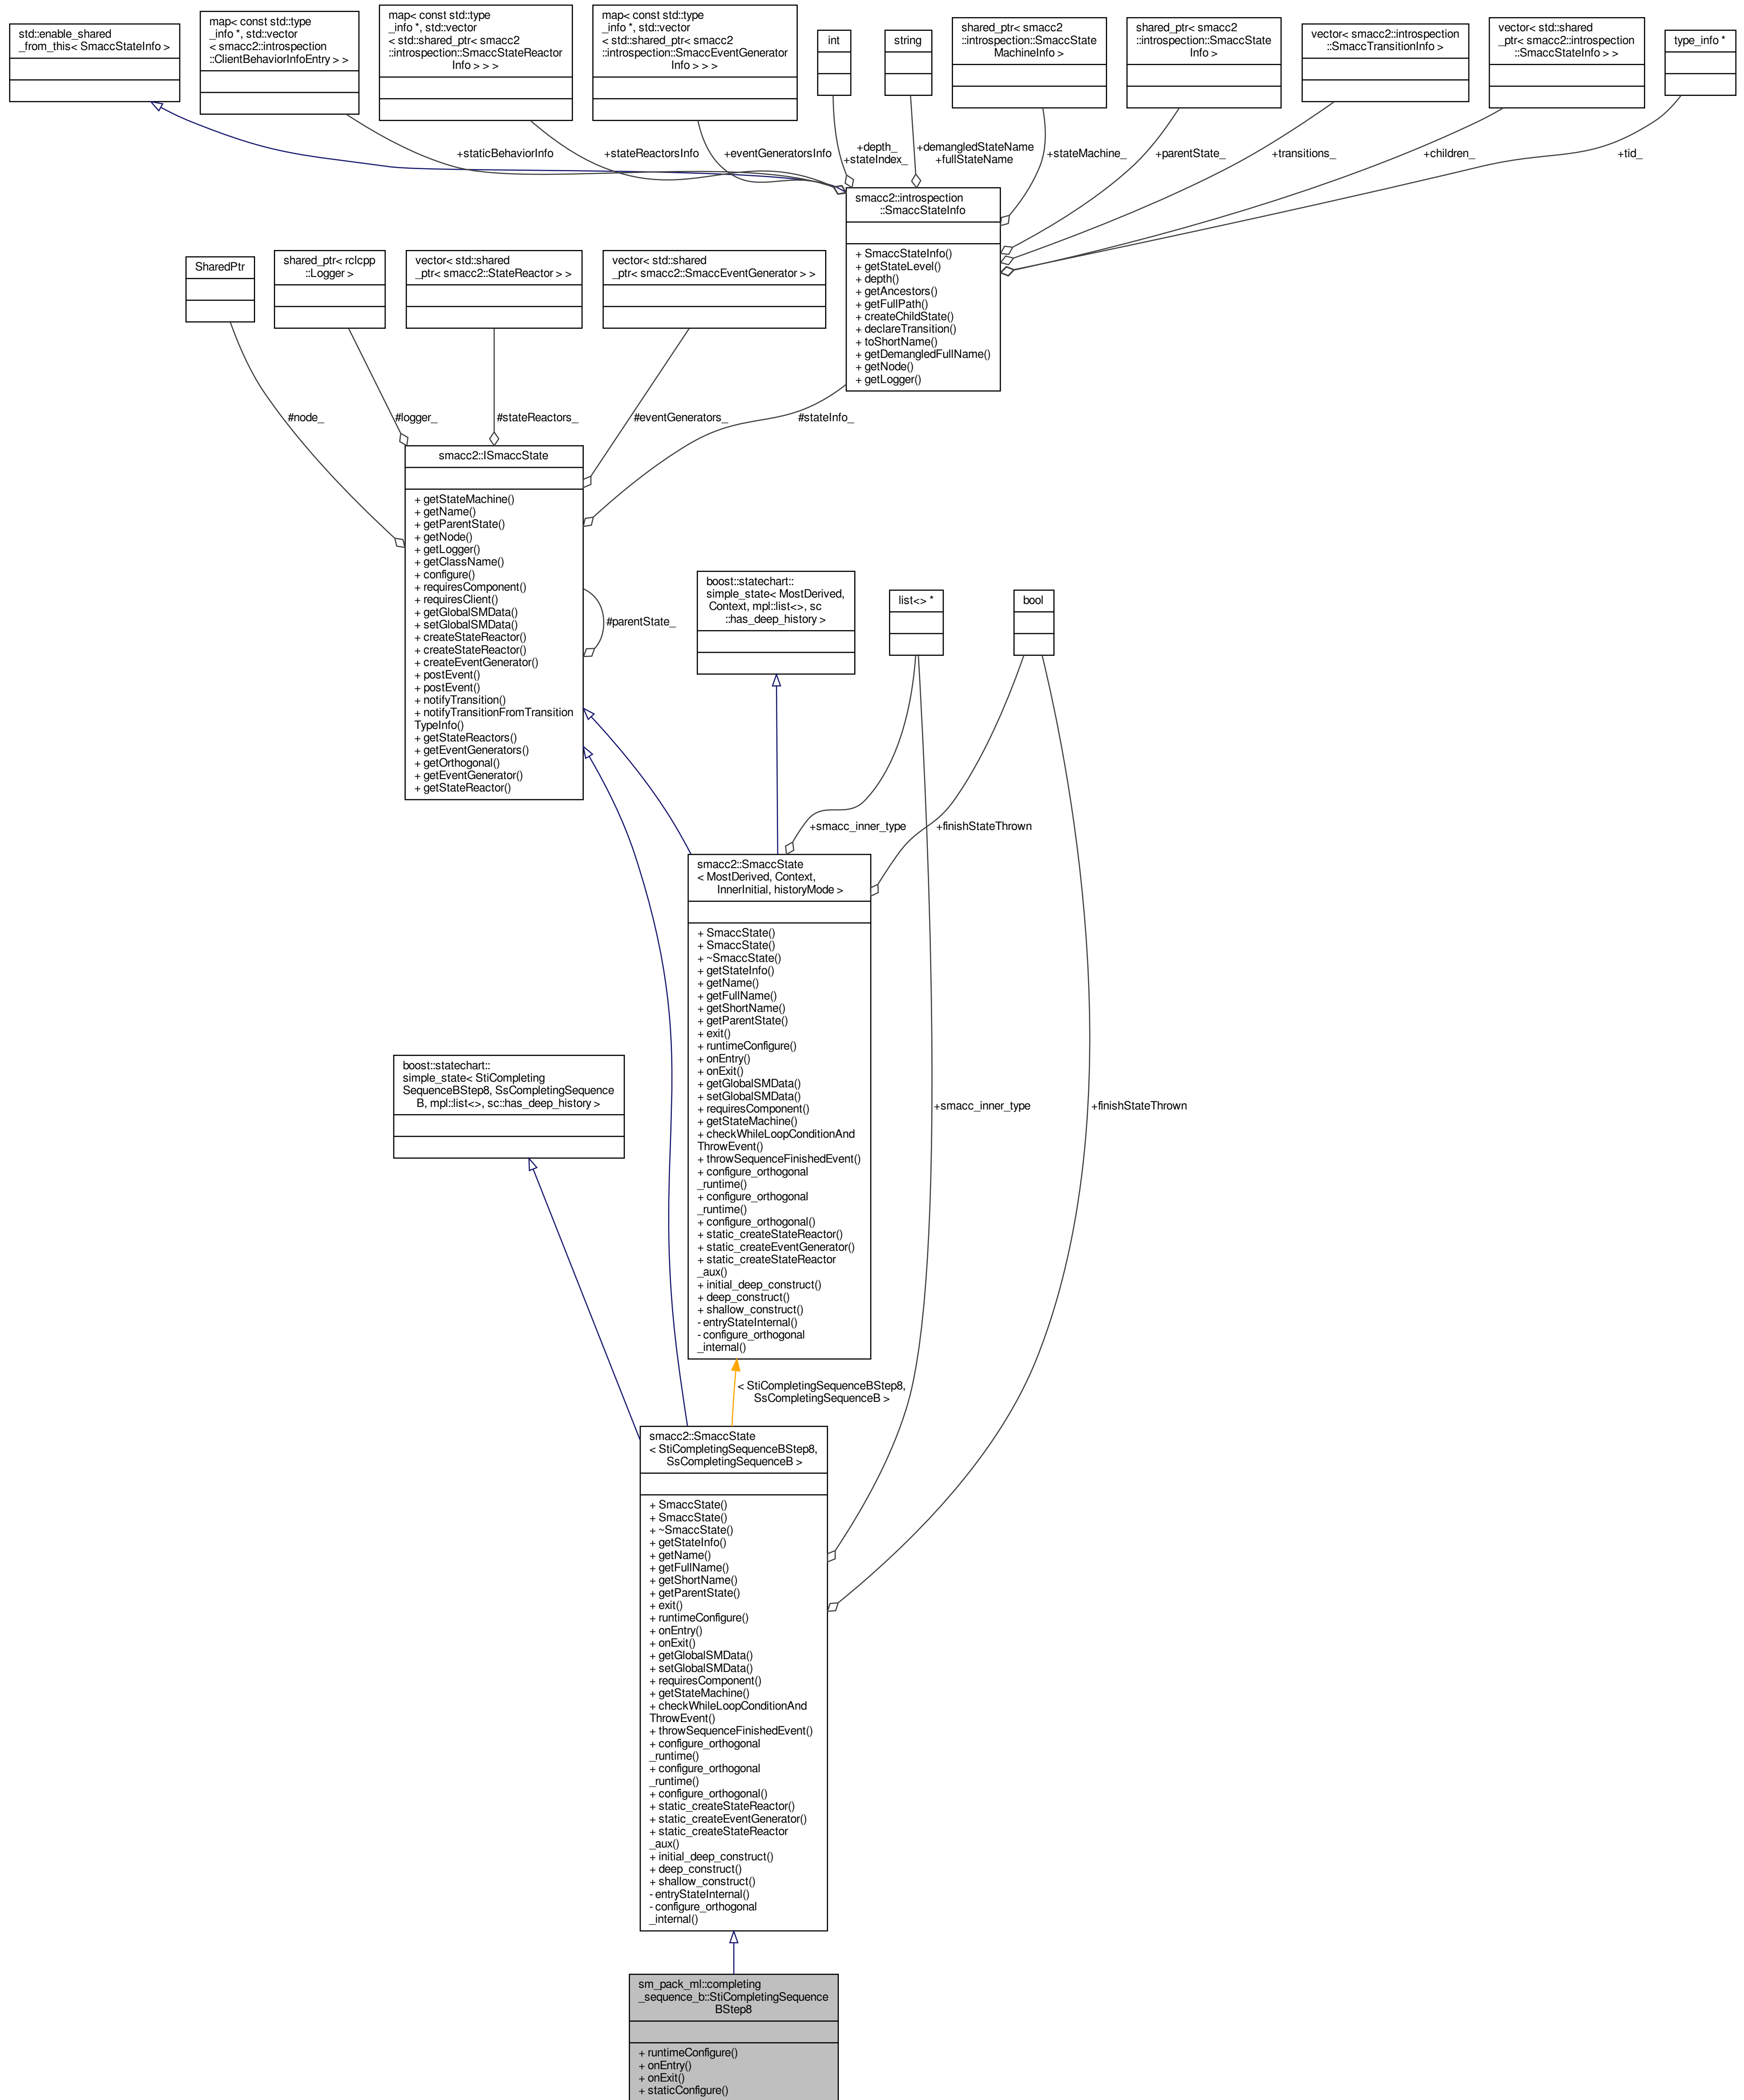 std::enable_shared
_from_this< SmaccStateInfo >
map< const std::type
_info *, std::vector
< smacc2::introspection
::ClientBehaviorInfoEntry > >
map< const std::type
_info *, std::vector
< std::shared_ptr< smacc2
::introspection::SmaccStateReactor
Info > > >
map< const std::type
_info *, std::vector
< std::shared_ptr< smacc2
::introspection::SmaccEventGenerator
Info > > >
int
string
shared_ptr< smacc2
::introspection::SmaccState
MachineInfo >
shared_ptr< smacc2
::introspection::SmaccState
Info >
vector< smacc2::introspection
::SmaccTransitionInfo >
vector< std::shared
_ptr< smacc2::introspection
::SmaccStateInfo > >
type_info *
+staticBehaviorInfo
+stateReactorsInfo
+eventGeneratorsInfo
+depth_
+stateIndex_
+demangledStateName
+fullStateName
+stateMachine_
+parentState_
+transitions_
+children_
+tid_
smacc2::introspection
::SmaccStateInfo
+ SmaccStateInfo()
+ getStateLevel()
+ depth()
+ getAncestors()
+ getFullPath()
+ createChildState()
+ declareTransition()
+ toShortName()
+ getDemangledFullName()
+ getNode()
+ getLogger()
SharedPtr
shared_ptr< rclcpp
::Logger >
vector< std::shared
_ptr< smacc2::StateReactor > >
vector< std::shared
_ptr< smacc2::SmaccEventGenerator > >
#node_
#logger_
#stateReactors_
#eventGenerators_
#stateInfo_
smacc2::ISmaccState
+ getStateMachine()
+ getName()
+ getParentState()
+ getNode()
+ getLogger()
+ getClassName()
+ configure()
+ requiresComponent()
+ requiresClient()
+ getGlobalSMData()
+ setGlobalSMData()
+ createStateReactor()
+ createStateReactor()
+ createEventGenerator()
+ postEvent()
+ postEvent()
+ notifyTransition()
+ notifyTransitionFromTransition
TypeInfo()
+ getStateReactors()
+ getEventGenerators()
+ getOrthogonal()
+ getEventGenerator()
+ getStateReactor()
#parentState_
boost::statechart::
simple_state< MostDerived,
Context, mpl::list<>, sc
::has_deep_history >
list<> *
bool
+smacc_inner_type
+finishStateThrown
smacc2::SmaccState
< MostDerived, Context,
InnerInitial, historyMode >
+ SmaccState()
+ SmaccState()
+ ~SmaccState()
+ getStateInfo()
+ getName()
+ getFullName()
+ getShortName()
+ getParentState()
+ exit()
+ runtimeConfigure()
+ onEntry()
+ onExit()
+ getGlobalSMData()
+ setGlobalSMData()
+ requiresComponent()
+ getStateMachine()
+ checkWhileLoopConditionAnd
ThrowEvent()
+ throwSequenceFinishedEvent()
+ configure_orthogonal
_runtime()
+ configure_orthogonal
_runtime()
+ configure_orthogonal()
+ static_createStateReactor()
+ static_createEventGenerator()
+ static_createStateReactor
_aux()
+ initial_deep_construct()
+ deep_construct()
+ shallow_construct()
- entryStateInternal()
- configure_orthogonal
_internal()
boost::statechart::
simple_state< StiCompleting
SequenceBStep8, SsCompletingSequence
B, mpl::list<>, sc::has_deep_history >
+smacc_inner_type
+finishStateThrown
< StiCompletingSequenceBStep8,
SsCompletingSequenceB >
smacc2::SmaccState
< StiCompletingSequenceBStep8,
SsCompletingSequenceB >
+ SmaccState()
+ SmaccState()
+ ~SmaccState()
+ getStateInfo()
+ getName()
+ getFullName()
+ getShortName()
+ getParentState()
+ exit()
+ runtimeConfigure()
+ onEntry()
+ onExit()
+ getGlobalSMData()
+ setGlobalSMData()
+ requiresComponent()
+ getStateMachine()
+ checkWhileLoopConditionAnd
ThrowEvent()
+ throwSequenceFinishedEvent()
+ configure_orthogonal
_runtime()
+ configure_orthogonal
_runtime()
+ configure_orthogonal()
+ static_createStateReactor()
+ static_createEventGenerator()
+ static_createStateReactor
_aux()
+ initial_deep_construct()
+ deep_construct()
+ shallow_construct()
- entryStateInternal()
- configure_orthogonal
_internal()
sm_pack_ml::completing
_sequence_b::StiCompletingSequence
BStep8
+ runtimeConfigure()
+ onEntry()
+ onExit()
+ staticConfigure()